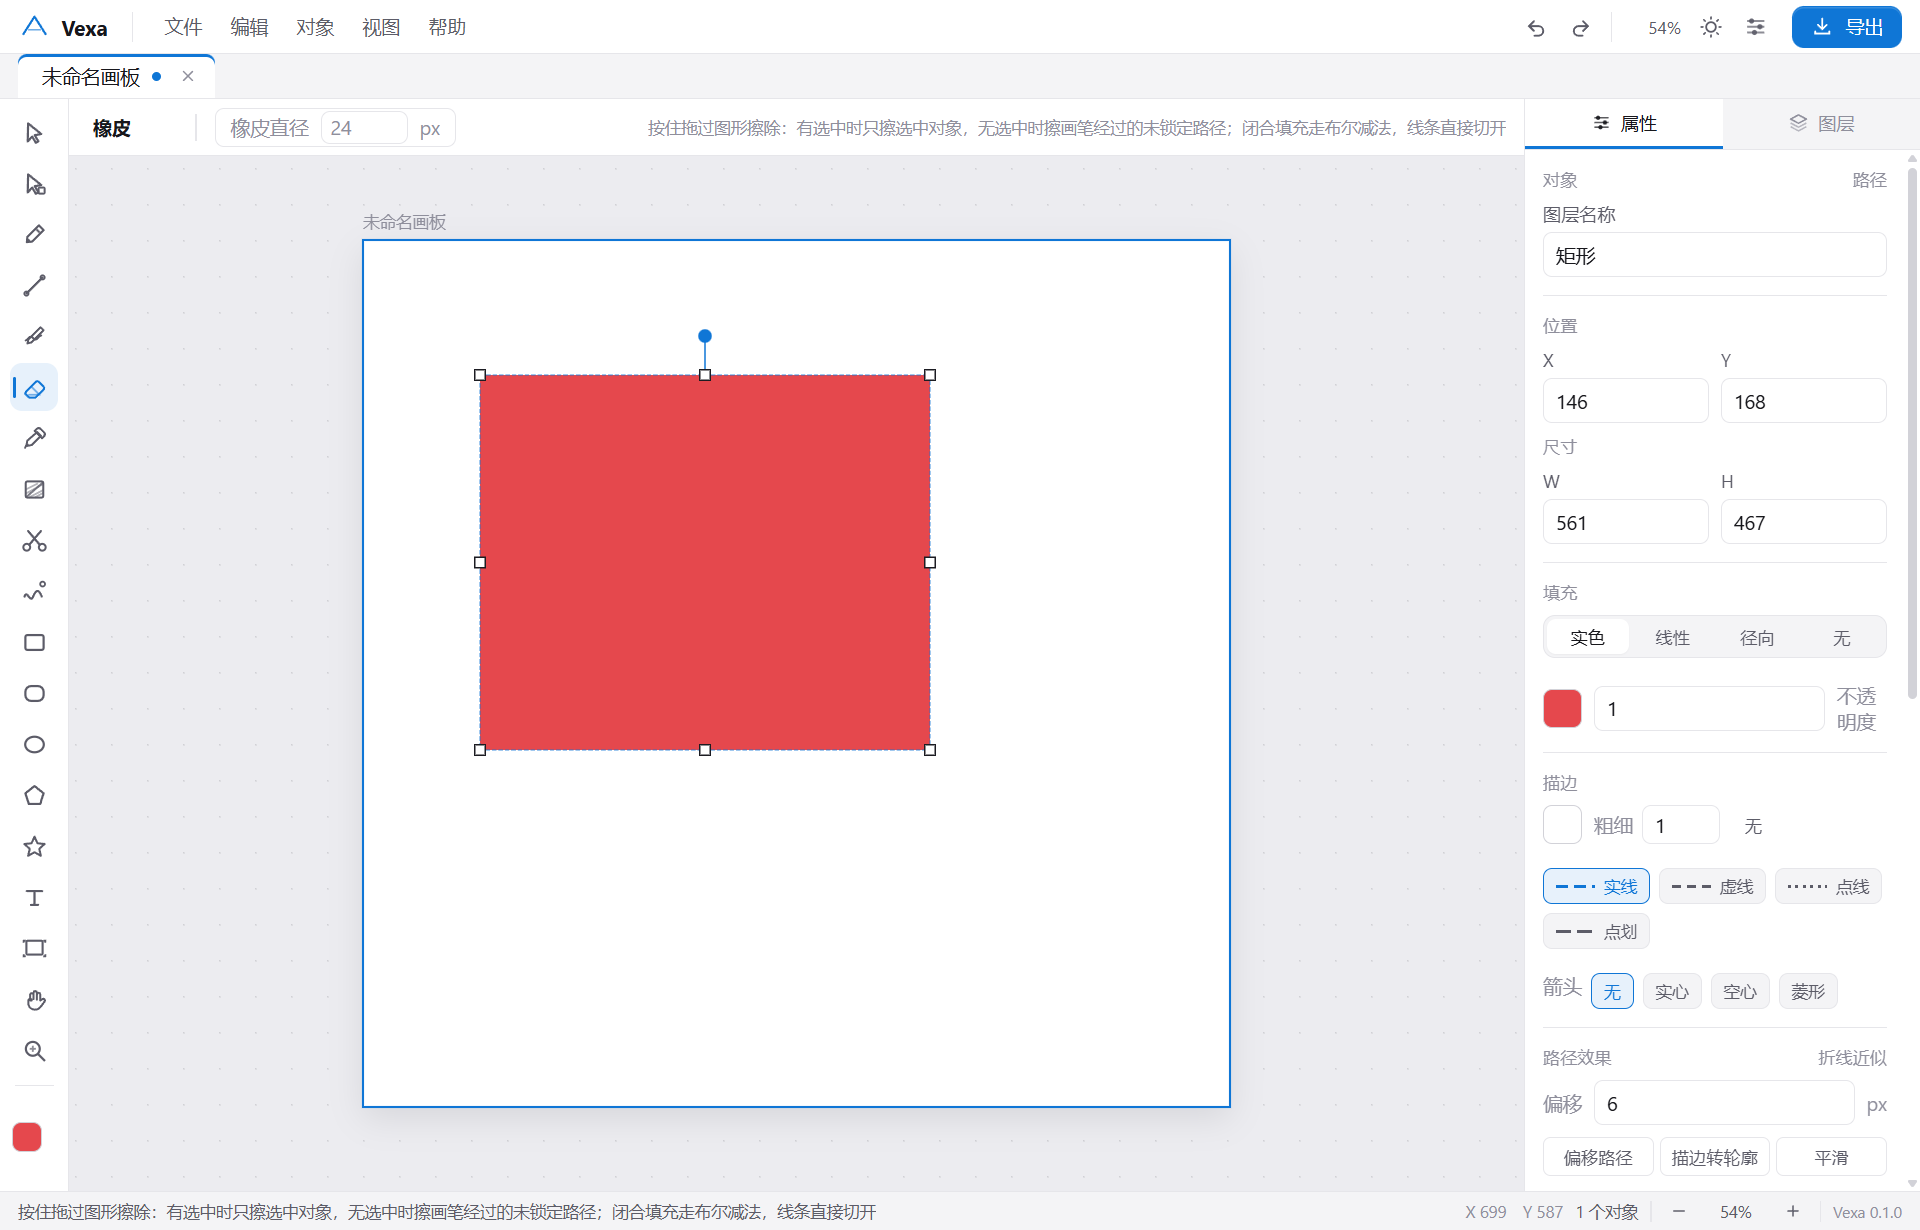 Vexa 文件 编辑 对象 视图 帮助 54% 导出
未命名画板
橡皮 橡皮直径 24 px 按住拖过图形擦除：有选中时只擦选中对象，无选中时擦画笔经过的未锁定路径；闭合填充走布尔减法，线条直接切开
属性 图层
未命名画板
对象 路径
图层名称
矩形
位置
X Y
146 168
尺寸
W H
561 467
填充
实色 线性 径向 无
1 不透明度
描边
粗细 1 无
实线 虚线 点线
点划
箭头 无 实心 空心 菱形
路径效果 折线近似
偏移 6 px
偏移路径 描边转轮廓 平滑
按住拖过图形擦除：有选中时只擦选中对象，无选中时擦画笔经过的未锁定路径；闭合填充走布尔减法，线条直接切开 X 699 Y 587 1 个对象 54% Vexa 0.1.0